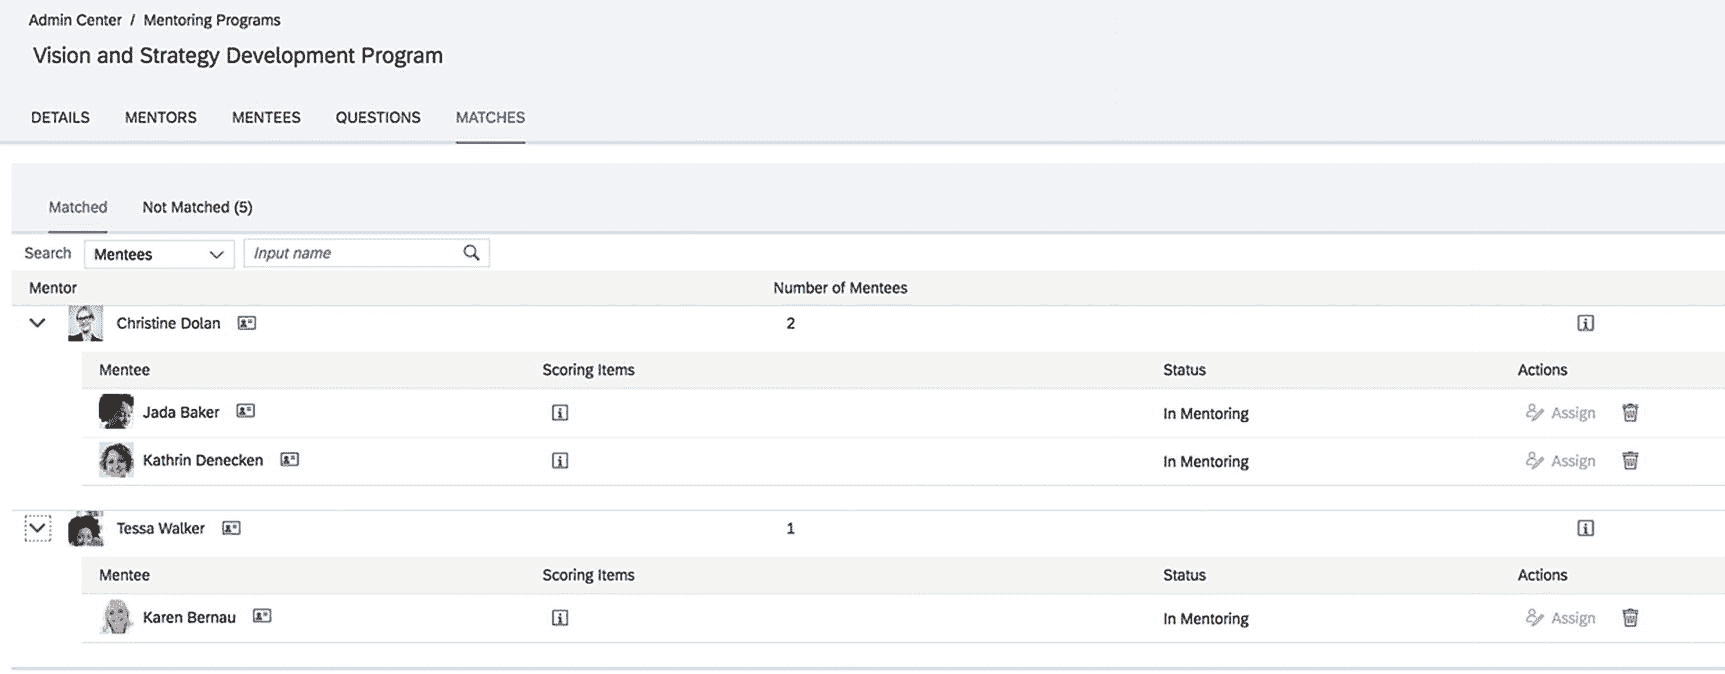 Admin Center / Mentoring Programs
Vision and Strategy Development Program
DETAILS MENTORS MENTEES QUESTIONS MATCHES
Matched Not Matched (5)
Search Mentees Input name
Mentor Number of Mentees
Christine Dolan 2
Mentee Scoring Items Status Actions
Jada Baker In Mentoring Assign
Kathrin Denecken In Mentoring Assign
Tessa Walker 1
Mentee Scoring Items Status Actions
Karen Bernau In Mentoring Assign